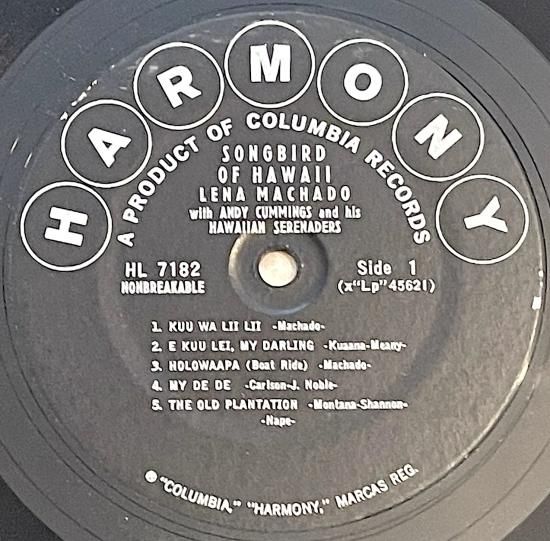 HARMONY
A PRODUCT OF COLUMBIA RECORDS
SONGBIRD
OF HAWAII
LENA MACHADO
with ANDY CUMMINGS and his
HAWAIIAN SERENADERS
HL 7182
NONBREAKABLE
Side 1
(x"Lp"45621)
1. KUU WA LII LII -Machado-
2. E KUU LEI, MY DARLING -Kuaana-Meany-
3. HOLOWAAPA (Boat Ride) -Machado-
4. MY DE DE -Carlson-J. Noble-
5. THE OLD PLANTATION -Montana-Shannon-
-Nape-
® "COLUMBIA," "HARMONY," MARCAS REG.